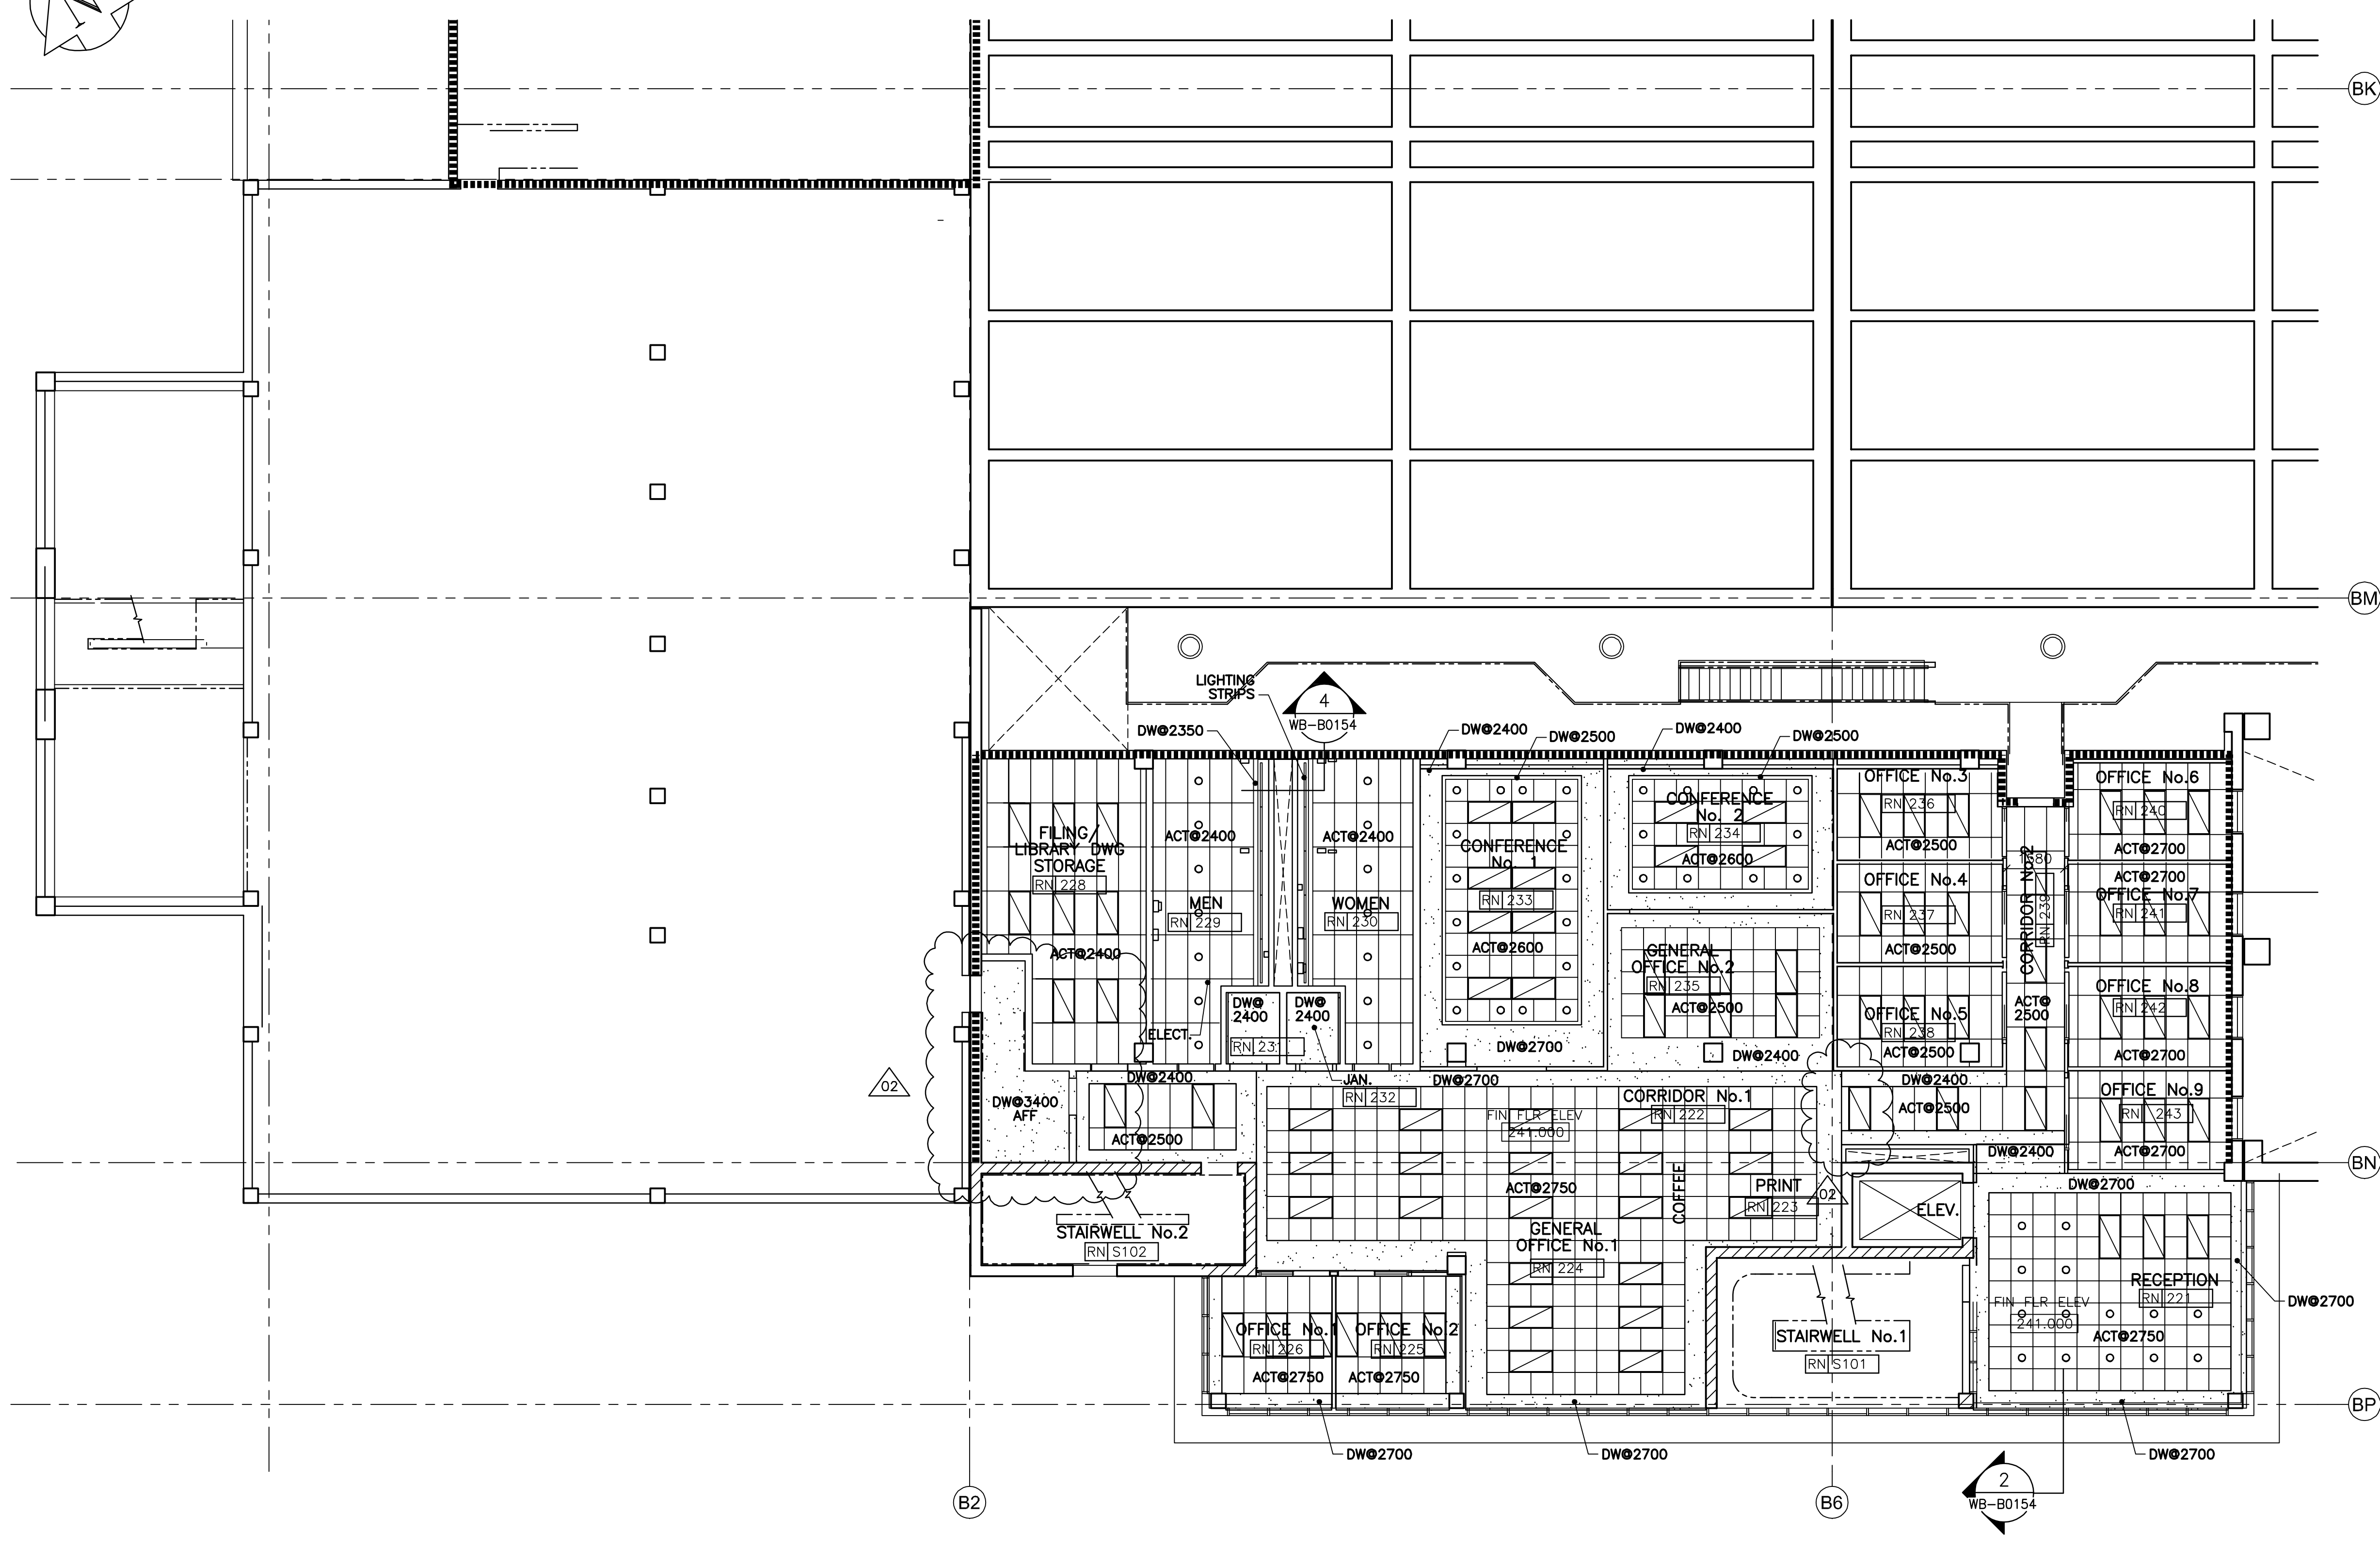 N
BK
BM
LIGHTING
STRIPS
4
WB-B0154
DW@2350
DW@2400
DW@2500
DW@2400
DW@2500
FILING/
LIBRARY DWG
STORAGE
RN 228
ACT@2400
ACT@2400
MEN
RN 229
ELECT.
ACT@2400
WOMEN
RN 230
DW@
2400
DW@
2400
RN 231
JAN.
RN 232
CONFERENCE
No. 1
RN 233
ACT@2600
DW@2700
CONFERENCE
No. 2
RN 234
ACT@2600
GENERAL
OFFICE No.2
RN 235
ACT@2500
DW@2400
OFFICE No.3
RN 236
ACT@2500
OFFICE No.4
RN 237
ACT@2500
OFFICE No.5
RN 238
ACT@2500
1580
CORRIDOR No.2
RN 239
ACT@
2500
OFFICE No.6
RN 240
ACT@2700
ACT@2700
OFFICE No.7
RN 241
OFFICE No.8
RN 242
ACT@2700
OFFICE No.9
RN 243
ACT@2700
02
DW@3400
AFF
DW@2400
ACT@2500
DW@2700
CORRIDOR No.1
RN 222
FIN FLR ELEV
241.000
DW@2400
ACT@2500
DW@2400
BN
ACT@2750
COFFEE
PRINT
RN 223
02
ELEV.
DW@2700
STAIRWELL No.2
RN S102
GENERAL
OFFICE No.1
RN 224
OFFICE No.1
RN 226
ACT@2750
OFFICE No.2
RN 225
ACT@2750
STAIRWELL No.1
RN S101
RECEPTION
RN 221
FIN FLR ELEV
241.000
ACT@2750
DW@2700
BP
DW@2700
DW@2700
DW@2700
B2
B6
2
WB-B0154